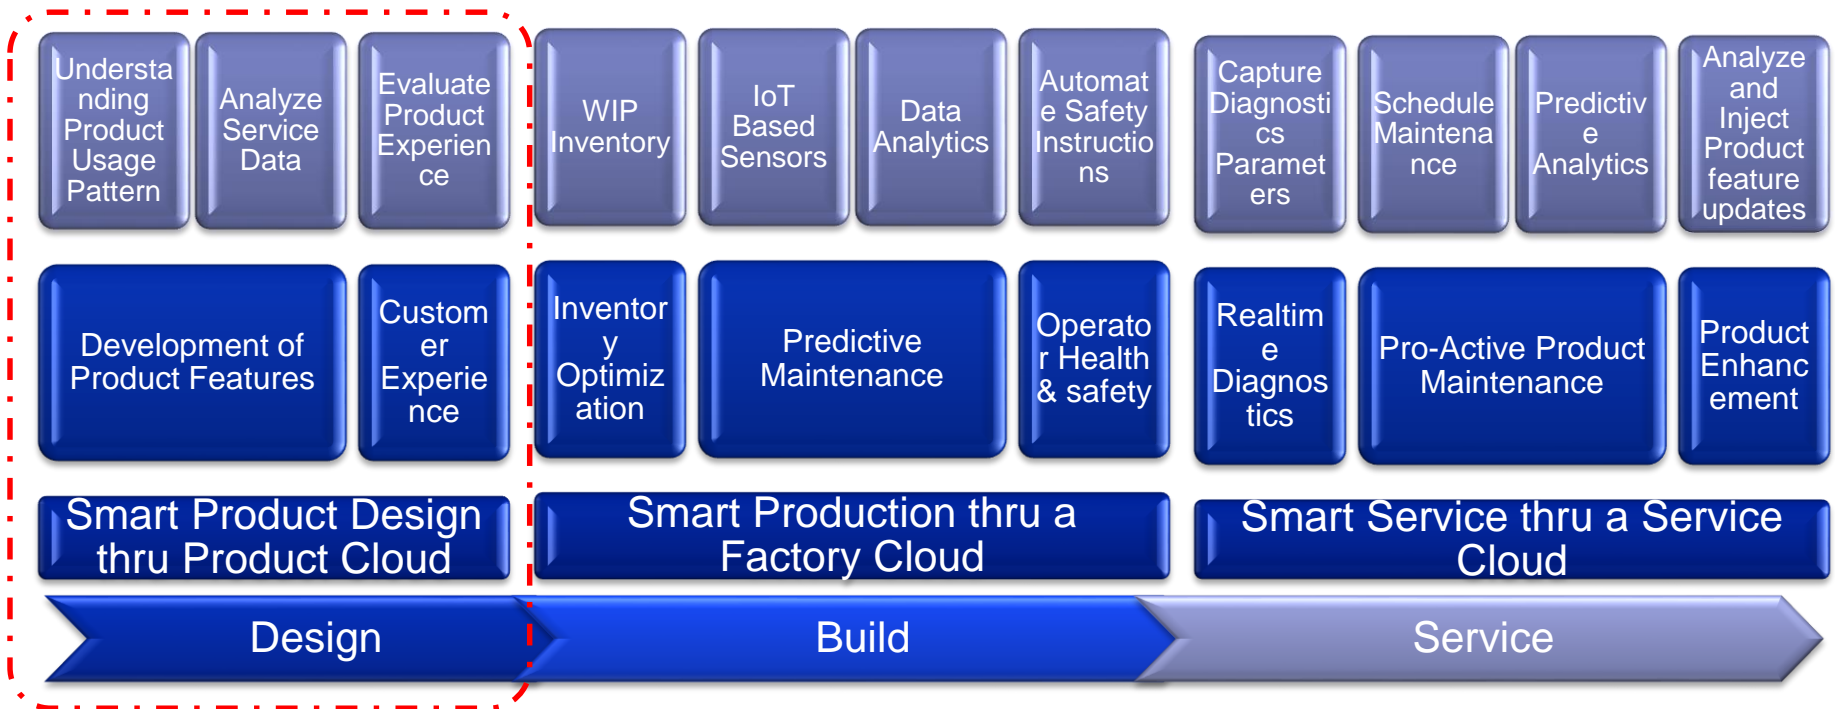 Understa
nding
Product
Usage
Pattern
Analyze
Service
Data
Evaluate
Product
Experien
ce
WIP
Inventory
IoT
Based
Sensors
Data
Analytics
Automat
e Safety
Instructio
ns
Capture
Diagnosti
cs
Paramet
ers
Schedule
Maintena
nce
Predictiv
e
Analytics
Analyze
and
Inject
Product
feature
updates
Development of
Product Features
Custom
er
Experie
nce
Inventor
y
Optimiz
ation
Predictive
Maintenance
Operato
r Health
& safety
Realtim
e
Diagnos
tics
Pro-Active Product
Maintenance
Product
Enhanc
ement
Smart Product Design
thru Product Cloud
Smart Production thru a
Factory Cloud
Smart Service thru a Service
Cloud
Design
Build
Service